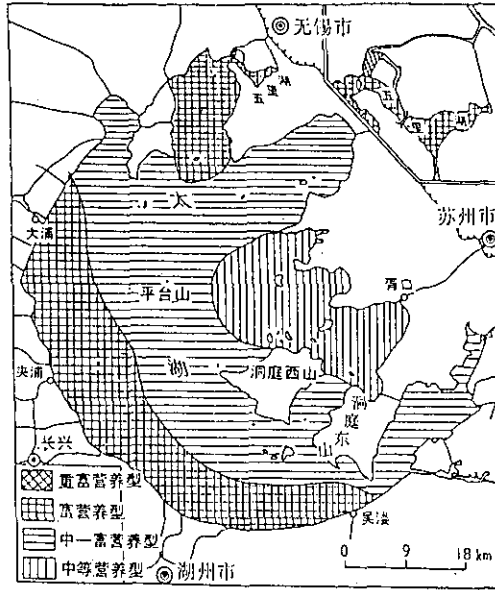 无锡市
五里湖
五里湖
太
苏州市
大浦
胥口
平台山
湖
洞庭西山
夹浦
洞庭东山
长兴
重富营养型
富营养型
中一富营养型
吴溇
中等营养型
0 9 18 km
湖州市